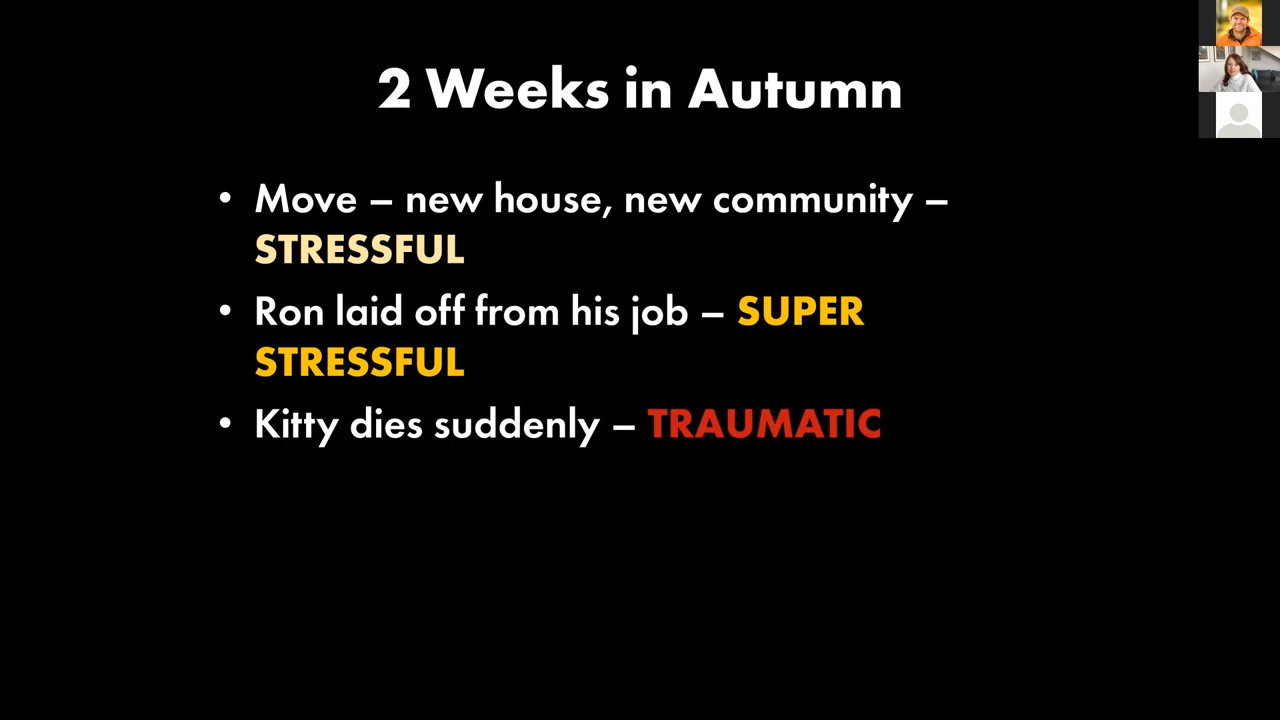 2 Weeks in Autumn
• Move – new house, new community –
STRESSFUL
• Ron laid off from his job – SUPER
STRESSFUL
• Kitty dies suddenly – TRAUMATIC